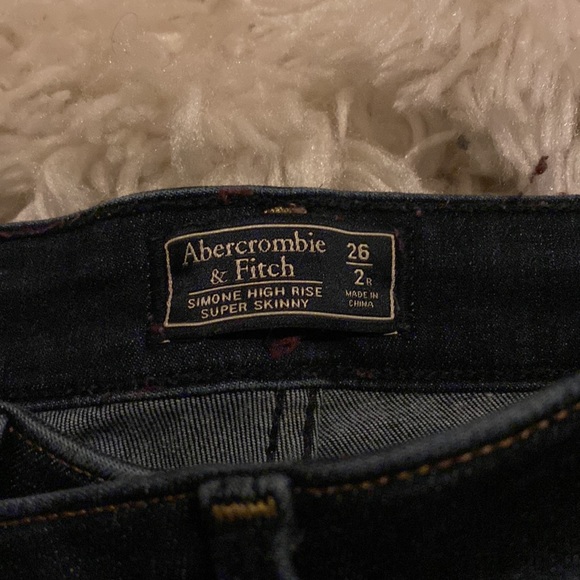 Abercrombie
& Fitch
SIMONE HIGH RISE
SUPER SKINNY
26
2R
MADE IN
CHINA